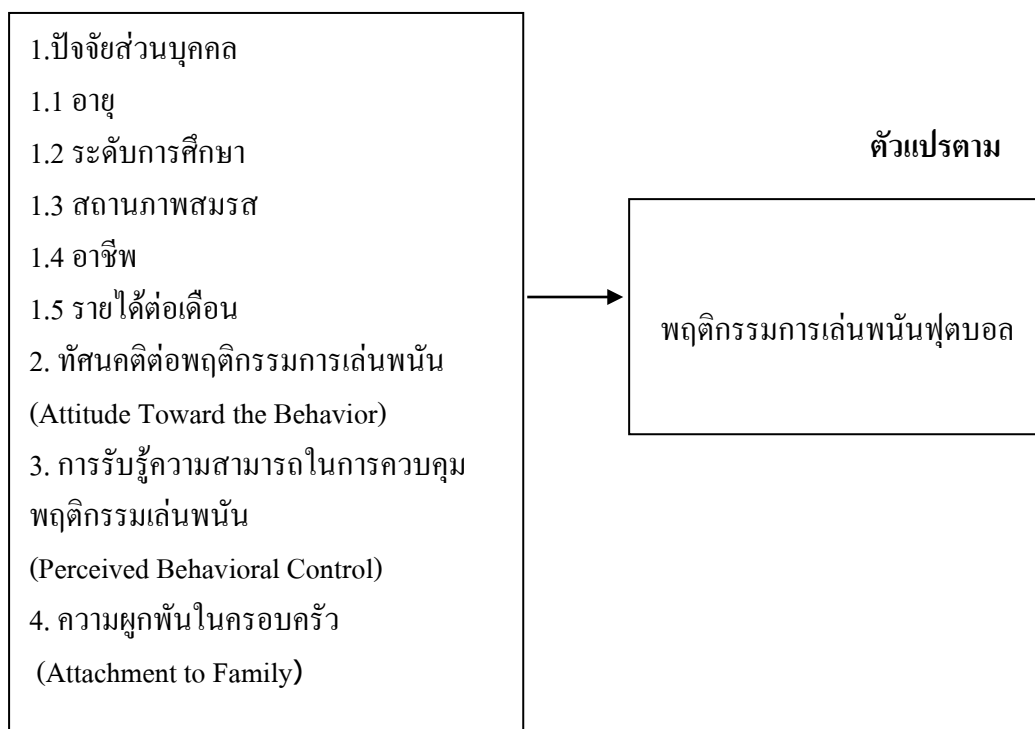 1.ปัจจัยส่วนบุคคล
1.1 อายุ
1.2 ระดับการศึกษา
1.3 สถานภาพสมรส
1.4 อาชีพ
1.5 รายได้ต่อเดือน
2. ทัศนคติต่อพฤติกรรมการเล่นพนัน
(Attitude Toward the Behavior)
3. การรับรู้ความสามารถในการควบคุม
พฤติกรรมเล่นพนัน
(Perceived Behavioral Control)
4. ความผูกพันในครอบครัว
(Attachment to Family)
ตัวแปรตาม
พฤติกรรมการเล่นพนันฟุตบอล